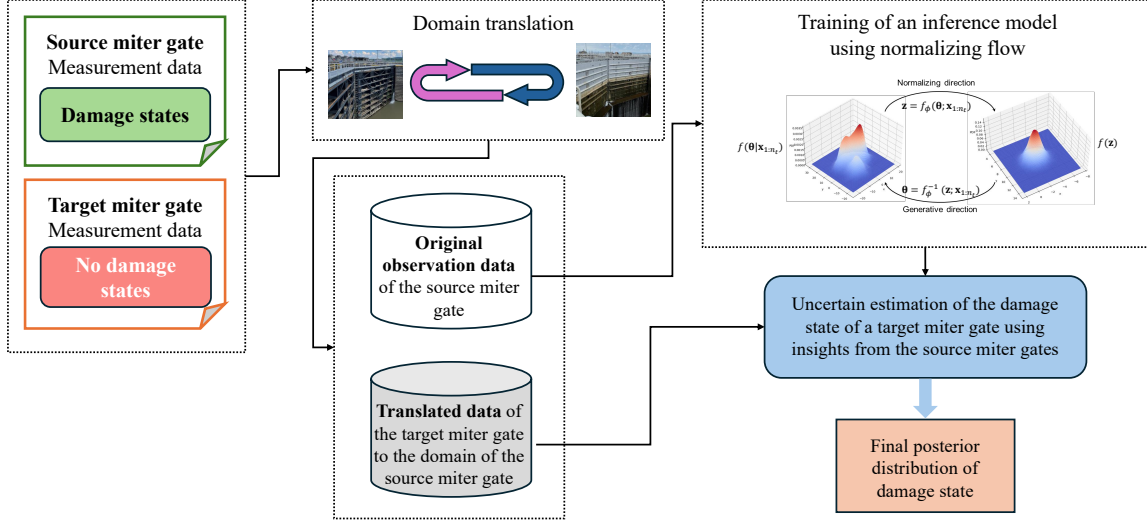 Source miter gate
Measurement data
Damage states
Target miter gate
Measurement data
No damage
states
Domain translation
Original
observation data
of the source miter
gate
Translated data of
the target miter gate
to the domain of the
source miter gate
Training of an inference model
using normalizing flow
Normalizing direction
𝐳 = 𝑓_ϕ(𝛉; 𝐱_{1:𝑛_𝑡})
𝑓(𝛉|𝐱_{1:𝑛_𝑡})
𝑓(𝐳)
𝛉 = 𝑓_ϕ^{−1} (𝐳; 𝐱_{1:𝑛_𝑡})
Generative direction
Uncertain estimation of the damage
state of a target miter gate using
insights from the source miter gates
Final posterior
distribution of
damage state